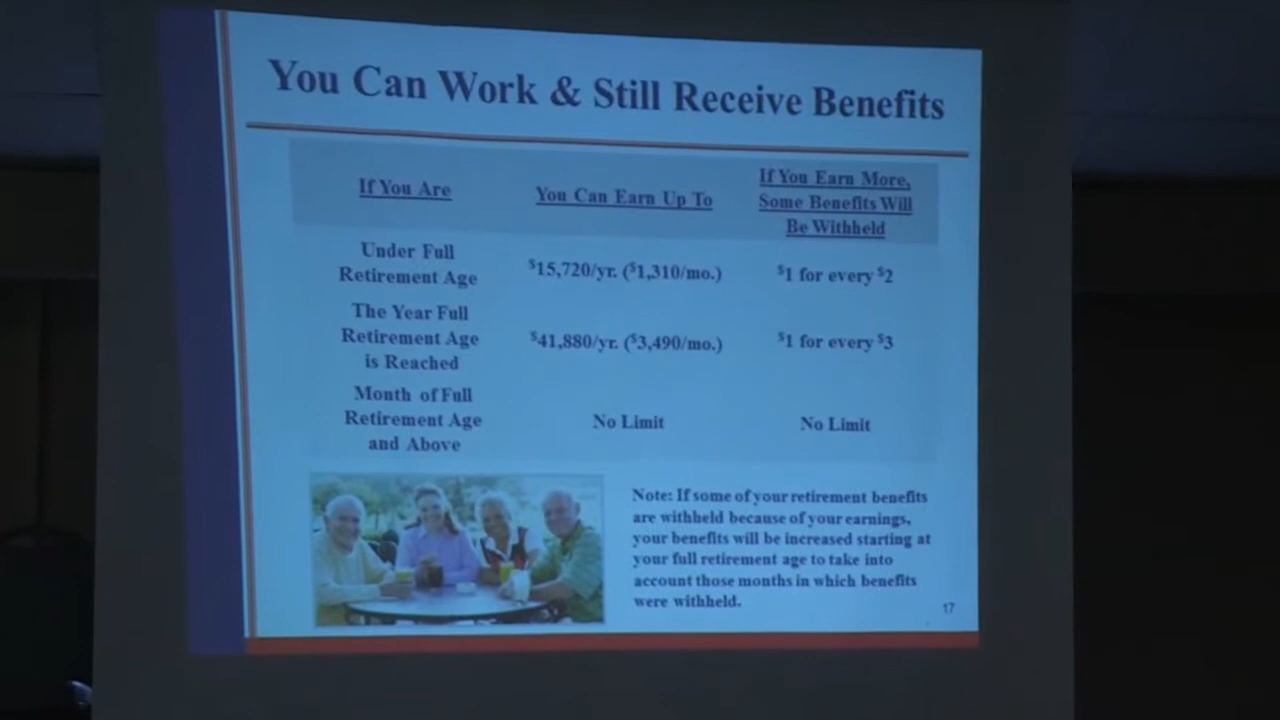 You Can Work & Still Receive Benefits
If You Are
You Can Earn Up To
If You Earn More,
Some Benefits Will
Be Withheld
Under Full
Retirement Age
$15,720/yr. ($1,310/mo.)
$1 for every $2
The Year Full
Retirement Age
is Reached
$41,880/yr. ($3,490/mo.)
$1 for every $3
Month of Full
Retirement Age
and Above
No Limit
No Limit
Note: If some of your retirement benefits
are withheld because of your earnings,
your benefits will be increased starting at
your full retirement age to take into
account those months in which benefits
were withheld.
17